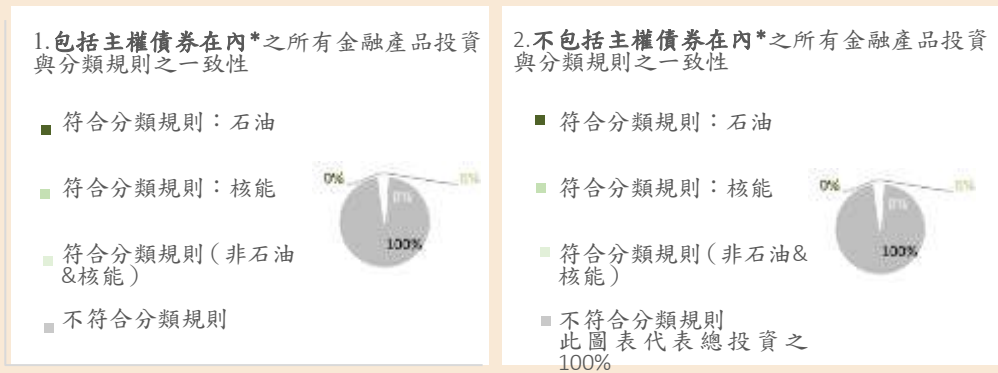 1.包括主權債券在內*之所有金融產品投資
與分類規則之一致性
符合分類規則：石油
符合分類規則：核能
符合分類規則（非石油
&核能）
不符合分類規則
0%
0%
0%
100%
2.不包括主權債券在內*之所有金融產品投資
與分類規則之一致性
符合分類規則：石油
符合分類規則：核能
符合分類規則（非石油&
核能）
不符合分類規則
此圖表代表總投資之
100%
0%
0%
0%
100%